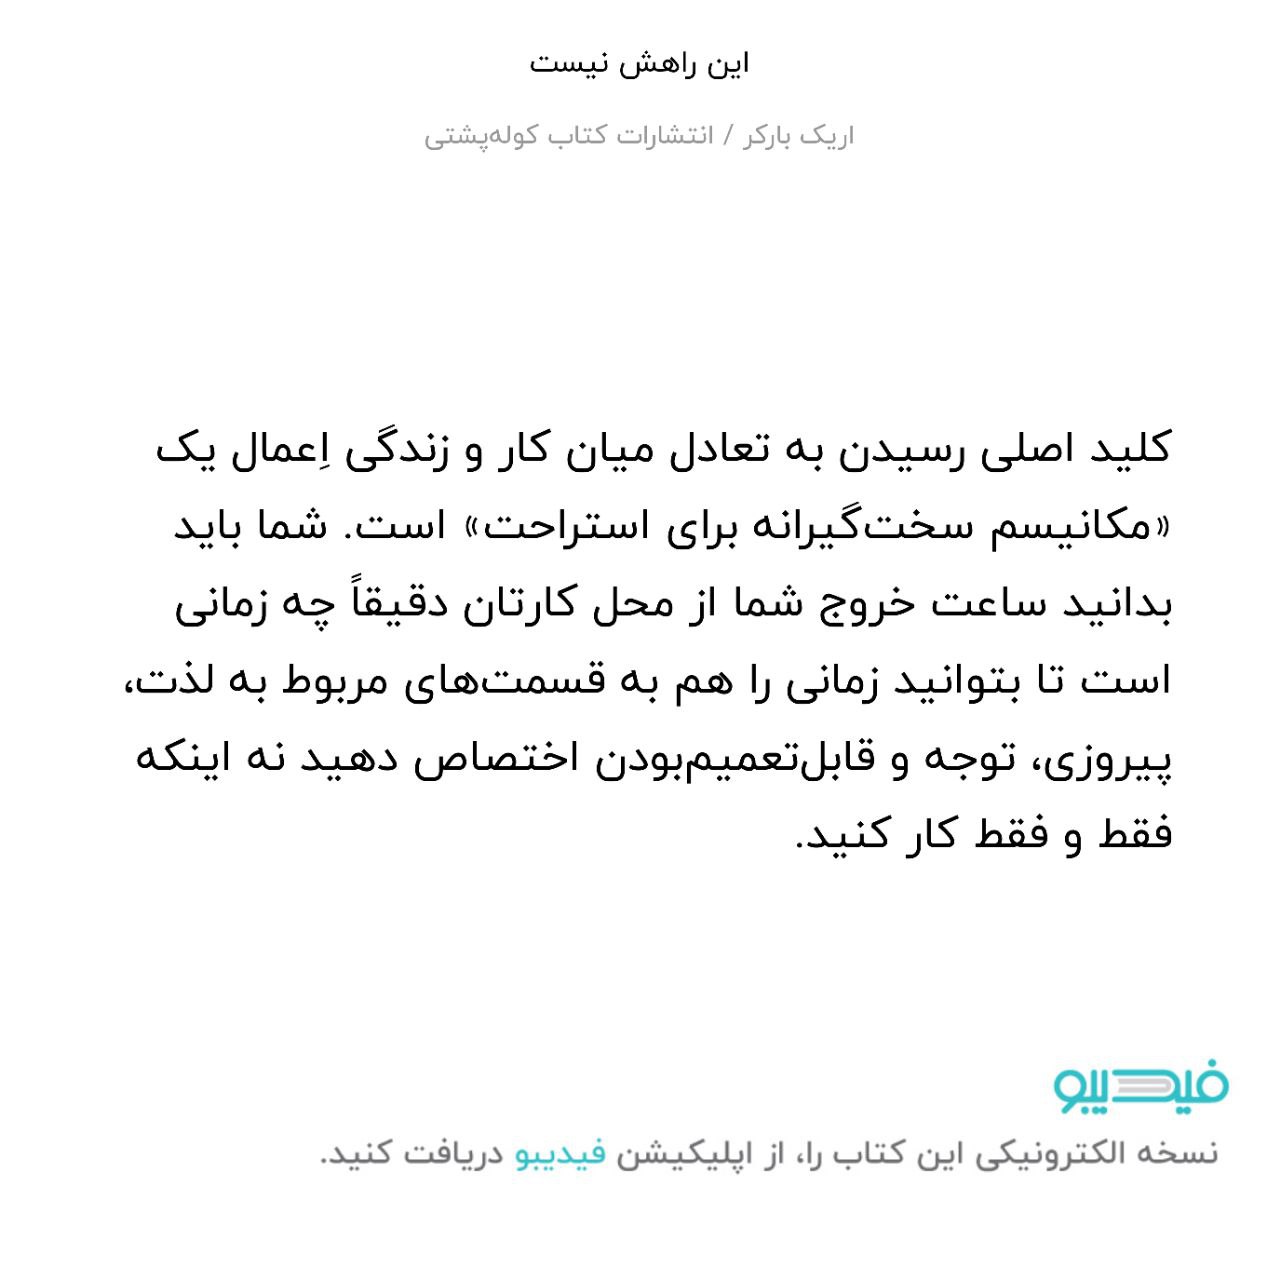 این راهش نیست
اریک بارکر / انتشارات کتاب کوله‌پشتی
کلید اصلی رسیدن به تعادل میان کار و زندگی اِعمال یک
«مکانیسم سخت‌گیرانه برای استراحت» است. شما باید
بدانید ساعت خروج شما از محل کارتان دقیقاً چه زمانی
است تا بتوانید زمانی را هم به قسمت‌های مربوط به لذت،
پیروزی، توجه و قابل‌تعمیم‌بودن اختصاص دهید نه اینکه
فقط و فقط کار کنید.
فیدیبو
نسخه الکترونیکی این کتاب را، از اپلیکیشن فیدیبو دریافت کنید.